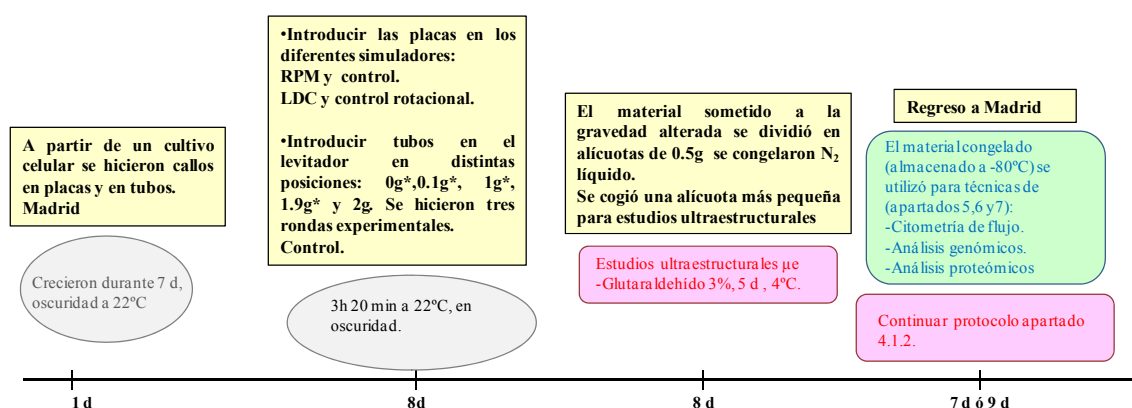 A partir de un cultivo
celular se hicieron callos
en placas y en tubos.
Madrid
Crecieron durante 7 d,
oscuridad a 22ºC
•Introducir las placas en los
diferentes simuladores:
RPM y control.
LDC y control rotacional.
•Introducir tubos en el
levitador en distintas
posiciones: 0g*,0.1g*, 1g*,
1.9g* y 2g. Se hicieron tres
rondas experimentales.
Control.
3h 20 min a 22ºC, en
oscuridad.
El material sometido a la
gravedad alterada se dividió en
alícuotas de 0.5g se congelaron N₂
líquido.
Se cogió una alícuota más pequeña
para estudios ultraestructurales
Estudios ultraestructurales µe
-Glutaraldehído 3%, 5 d , 4ºC.
Regreso a Madrid
El material congelado
(almacenado a -80ºC) se
utilizó para técnicas de
(apartados 5,6 y 7):
-Citometría de flujo.
-Análisis genómicos.
-Análisis proteómicos
Continuar protocolo apartado
4.1.2.
1 d
8d
8 d
7 d ó 9 d